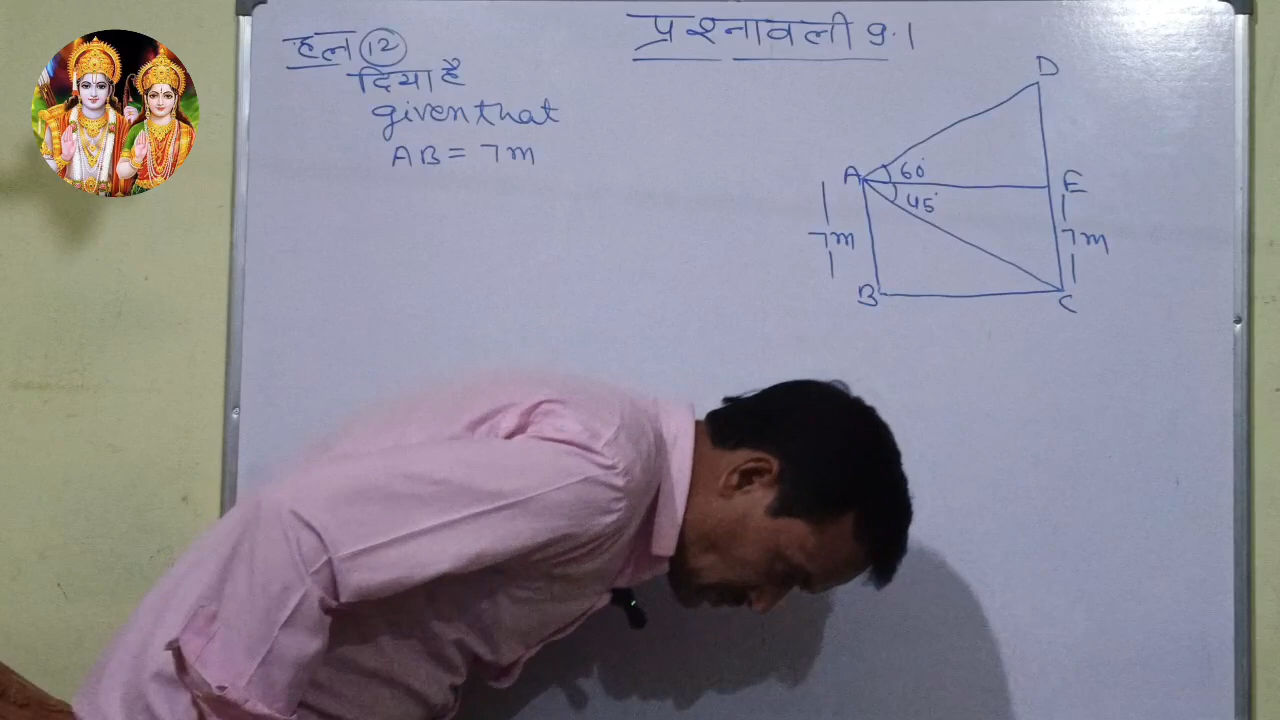 प्रश्नावली 9.1
हल 12
दिया है
given that
AB = 7m
D
A 60° E
45°
7m 7m
B C